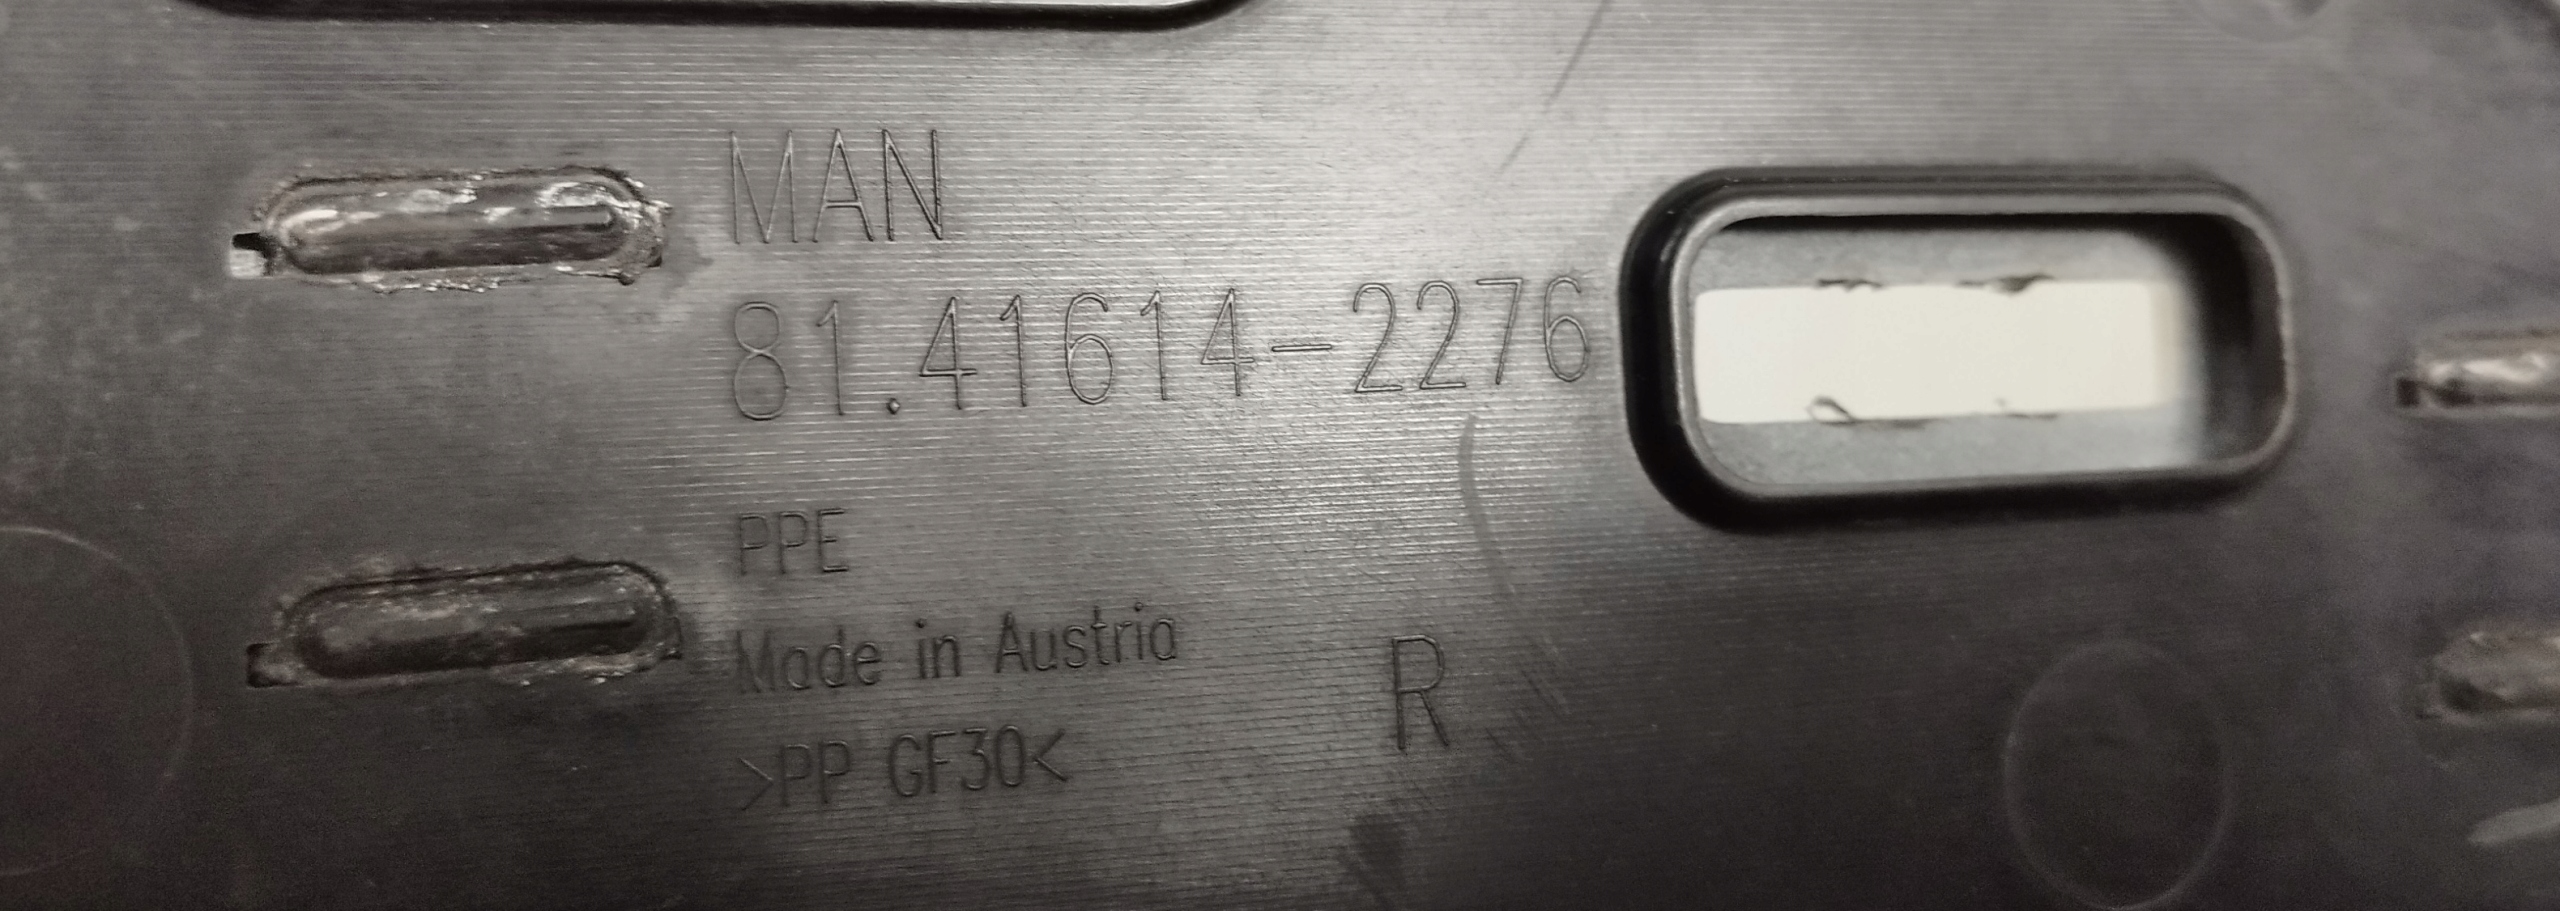 MAN
81.41614-2276
PPE
Made in Austria
R
>PP GF30<